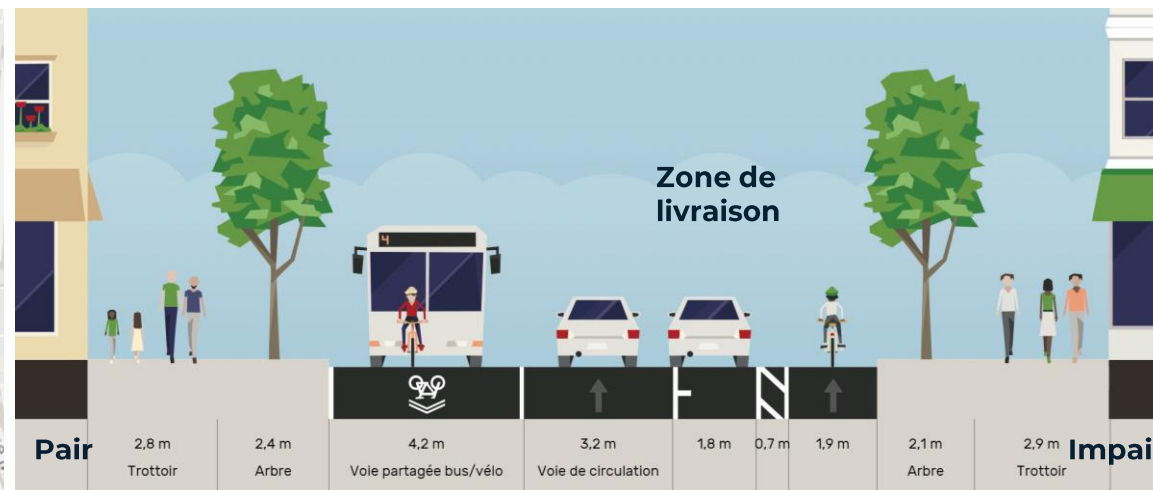 Zone de
livraison
4
Pair
2,8 m
Trottoir
2,4 m
Arbre
4,2 m
Voie partagée bus/vélo
3,2 m
Voie de circulation
1,8 m
0,7 m
1,9 m
2,1 m
Arbre
2,9 m
Trottoir
Impai